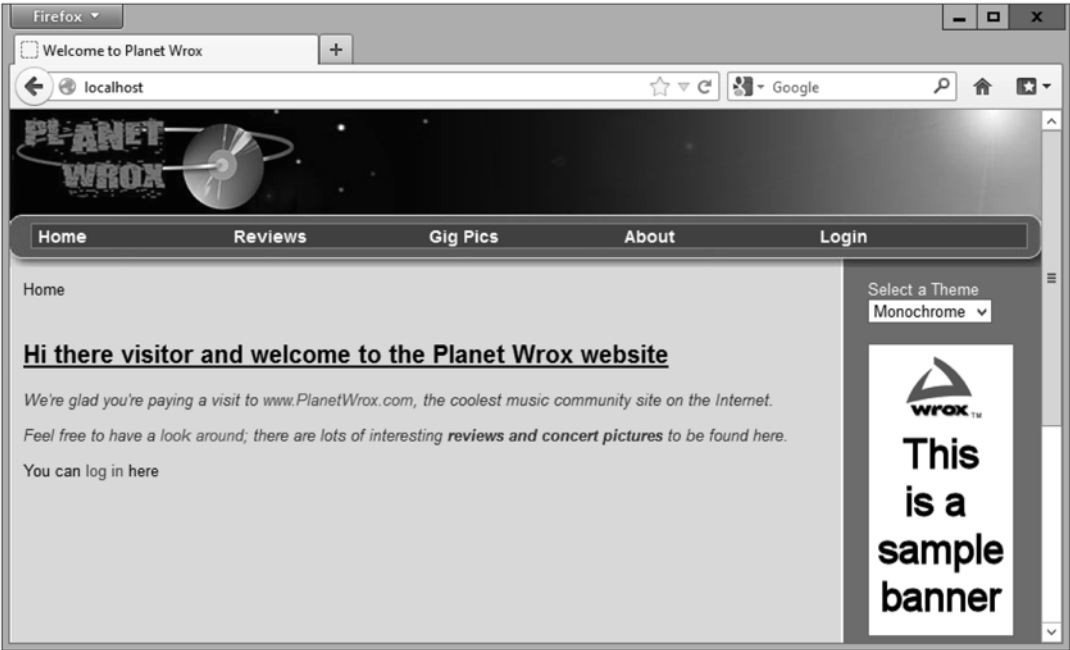 Firefox
Welcome to Planet Wrox
localhost
Google
PLANET
WROX
Home Reviews Gig Pics About Login
Home
Select a Theme
Monochrome
Hi there visitor and welcome to the Planet Wrox website
We're glad you're paying a visit to www.PlanetWrox.com, the coolest music community site on the Internet.
Feel free to have a look around; there are lots of interesting reviews and concert pictures to be found here.
You can log in here
wrox TM
This
is a
sample
banner